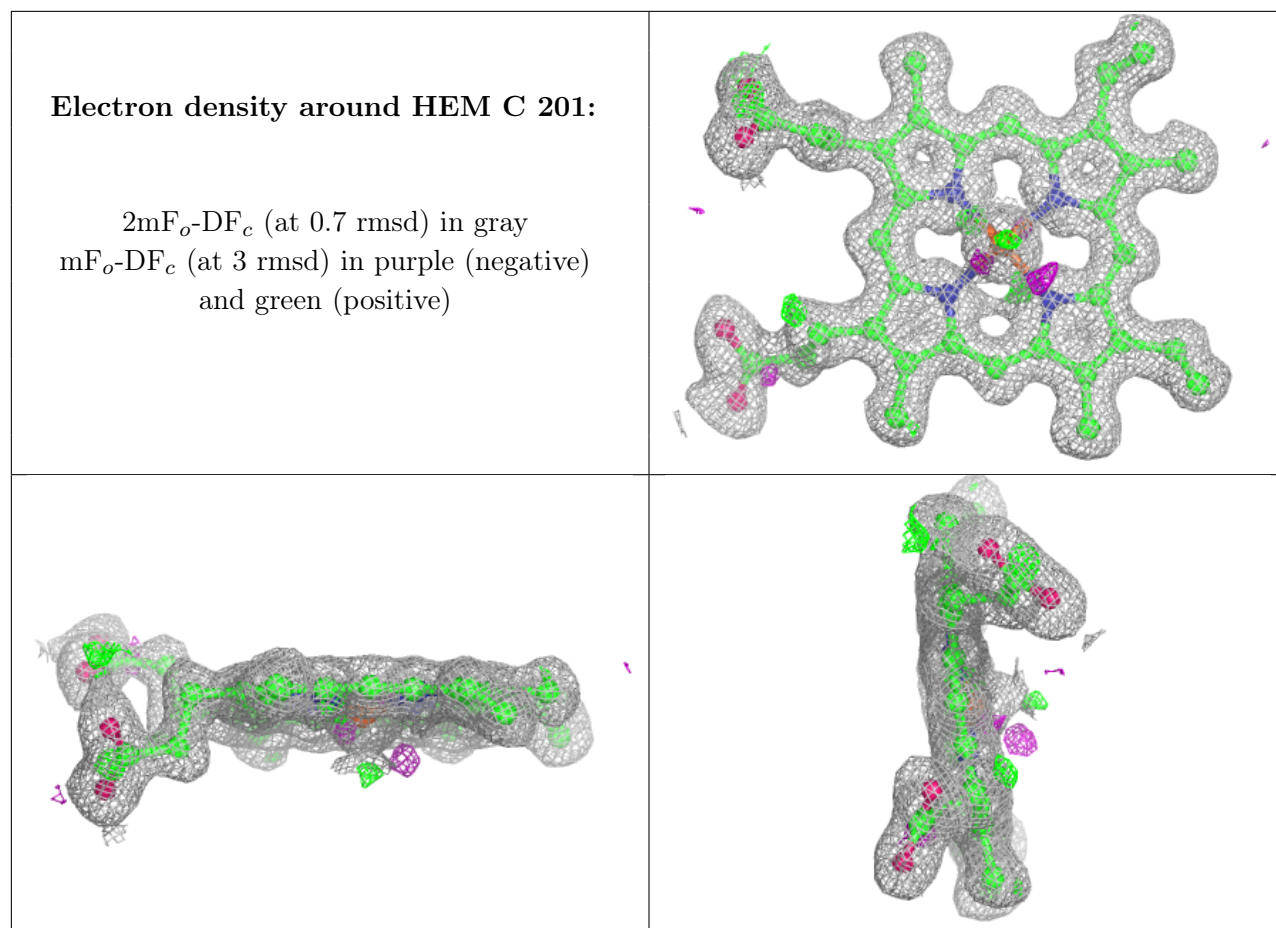 Electron density around HEM C 201:
2mFo-DFc (at 0.7 rmsd) in gray
mFo-DFc (at 3 rmsd) in purple (negative)
and green (positive)